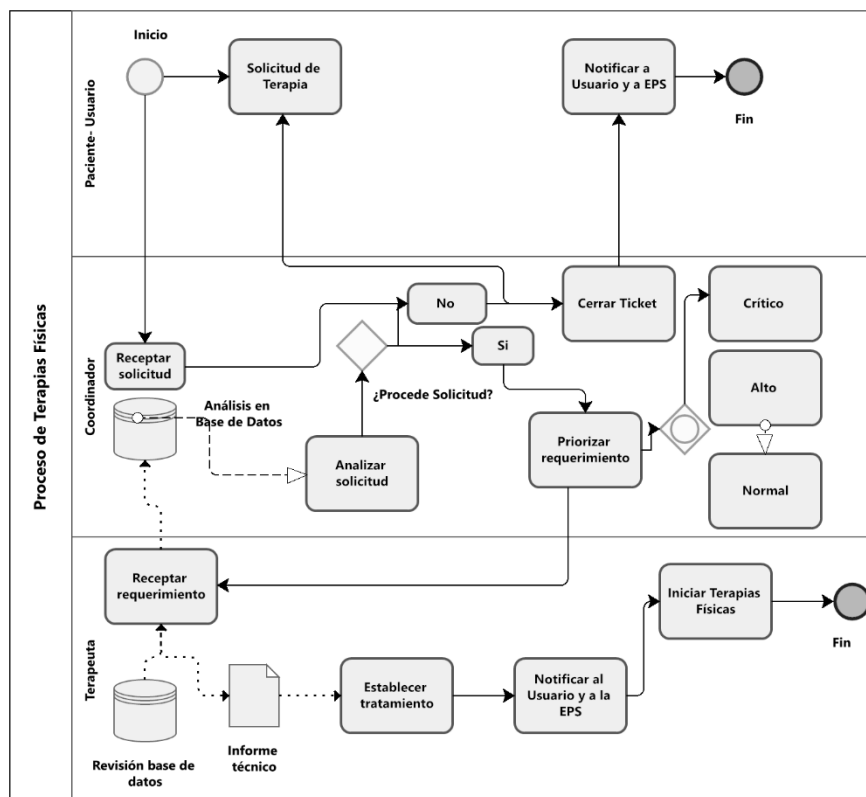 Proceso de Terapias Físicas
Paciente- Usuario
Inicio
Solicitud de
Terapia
Notificar a
Usuario y a EPS
Fin
Coordinador
Receptar
solicitud
No
Cerrar Ticket
Crítico
Si
Alto
¿Procede Solicitud?
Análisis en
Base de Datos
Analizar
solicitud
Priorizar
requerimiento
Normal
Terapeuta
Receptar
requerimiento
Iniciar Terapias
Físicas
Fin
Establecer
tratamiento
Notificar al
Usuario y a la
EPS
Revisión base de
datos
Informe
técnico